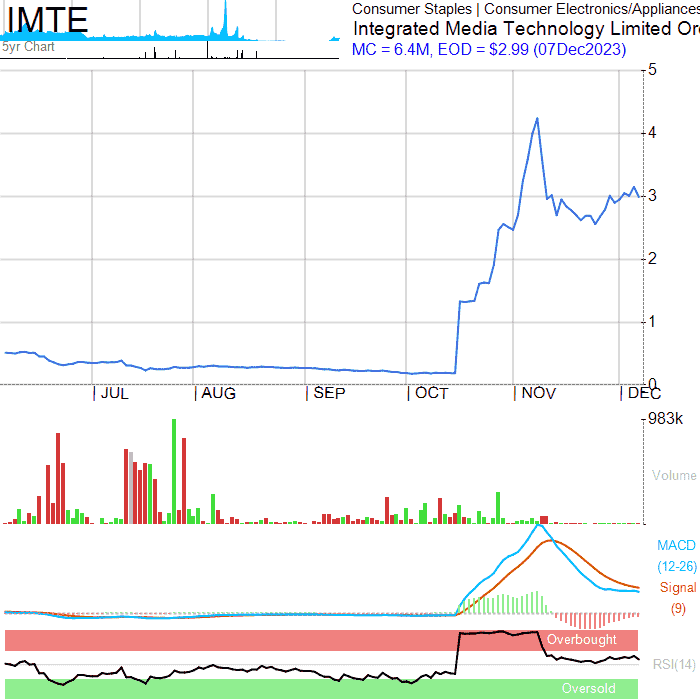 IMTE
5yr Chart
Consumer Staples | Consumer Electronics/Appliances
Integrated Media Technology Limited Or
MC = 6.4M, EOD = $2.99 (07Dec2023)
5
4
3
2
1
0
JUL AUG SEP OCT NOV DEC
983k
Volume
MACD
(12-26)
Signal
(9)
Overbought
RSI(14)
Oversold